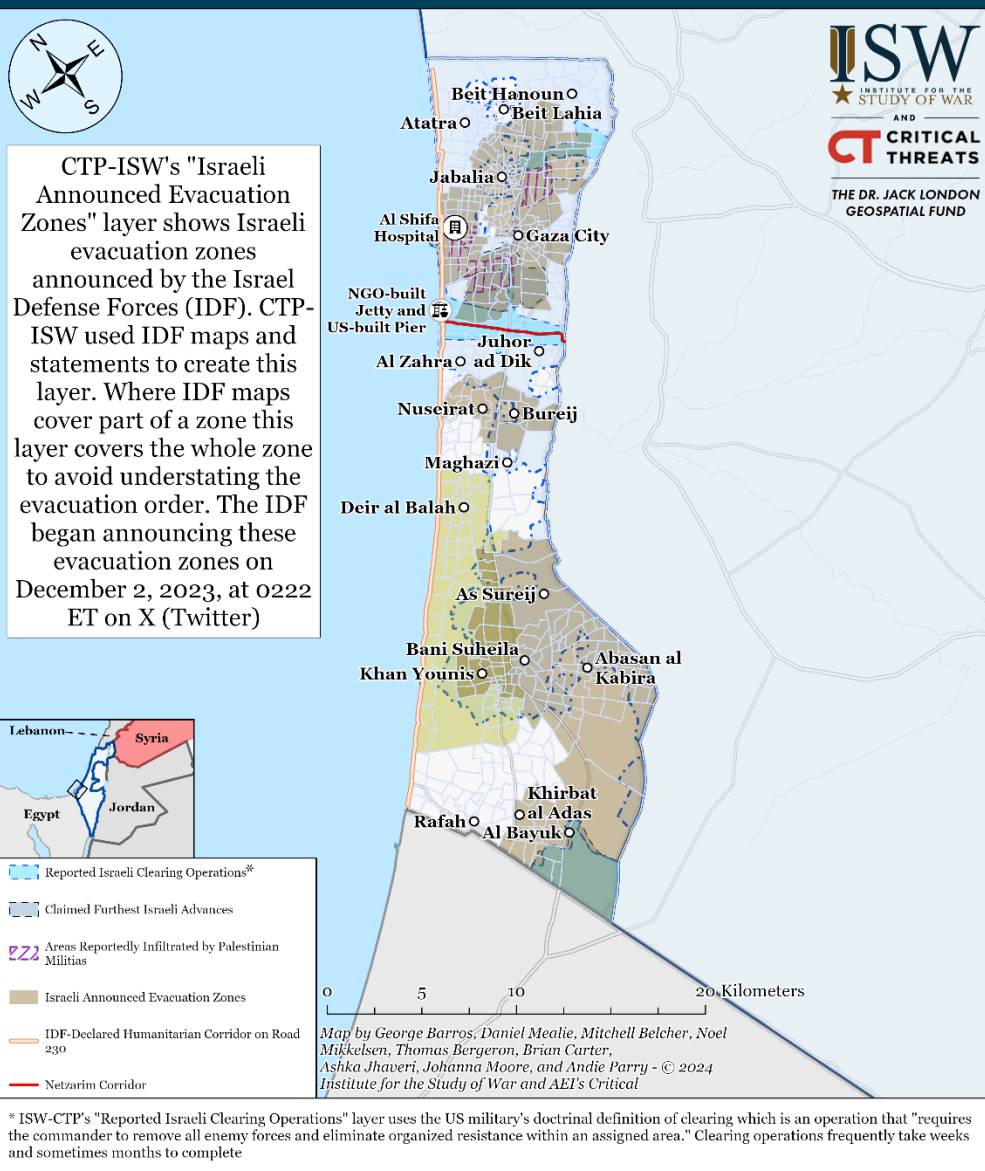 N
E
W
S
ISW
INSTITUTE FOR THE
STUDY OF WAR
AND
CT CRITICAL
THREATS
THE DR. JACK LONDON
GEOSPATIAL FUND
CTP-ISW's "Israeli
Announced Evacuation
Zones" layer shows Israeli
evacuation zones
announced by the Israel
Defense Forces (IDF). CTP-
ISW used IDF maps and
statements to create this
layer. Where IDF maps
cover part of a zone this
layer covers the whole zone
to avoid understating the
evacuation order. The IDF
began announcing these
evacuation zones on
December 2, 2023, at 0222
ET on X (Twitter)
Beit Hanoun
Beit Lahia
Atatra
Jabalia
Al Shifa
Hospital
Gaza City
NGO-built
Jetty and
US-built Pier
Juhor
ad Dik
Al Zahra
Nuseirat
Bureij
Maghazi
Deir al Balah
As Sureij
Bani Suheila
Abasan al
Kabira
Khan Younis
Khirbat
al Adas
Rafah
Al Bayuk
Lebanon
Syria
Jordan
Egypt
Reported Israeli Clearing Operations*
Claimed Furthest Israeli Advances
Areas Reportedly Infiltrated by Palestinian
Militias
Israeli Announced Evacuation Zones
IDF-Declared Humanitarian Corridor on Road
230
Netzarim Corridor
0 5 10 20 Kilometers
Map by George Barros, Daniel Mealie, Mitchell Belcher, Noel
Mikkelsen, Thomas Bergeron, Brian Carter,
Ashka Jhaveri, Johanna Moore, and Andie Parry - © 2024
Institute for the Study of War and AEI's Critical
* ISW-CTP's "Reported Israeli Clearing Operations" layer uses the US military's doctrinal definition of clearing which is an operation that "requires
the commander to remove all enemy forces and eliminate organized resistance within an assigned area." Clearing operations frequently take weeks
and sometimes months to complete